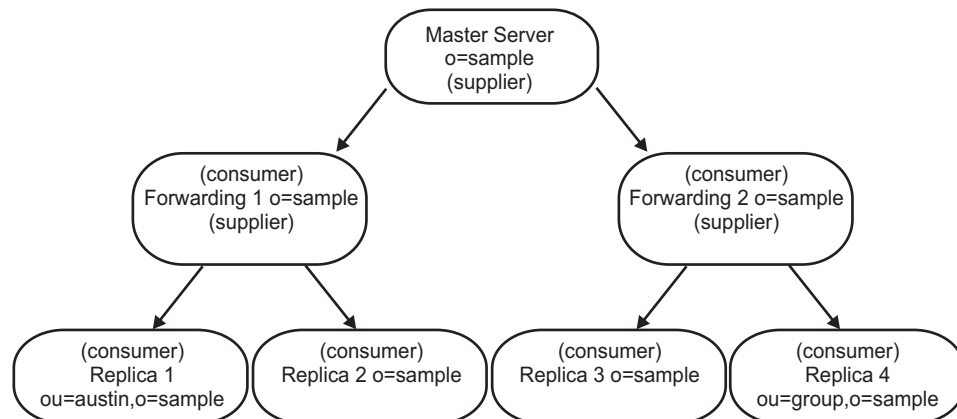 Master Server
o=sample
(supplier)
(consumer)
Forwarding 1 o=sample
(supplier)
(consumer)
Forwarding 2 o=sample
(supplier)
(consumer)
Replica 1
ou=austin,o=sample
(consumer)
Replica 2 o=sample
(consumer)
Replica 3 o=sample
(consumer)
Replica 4
ou=group,o=sample